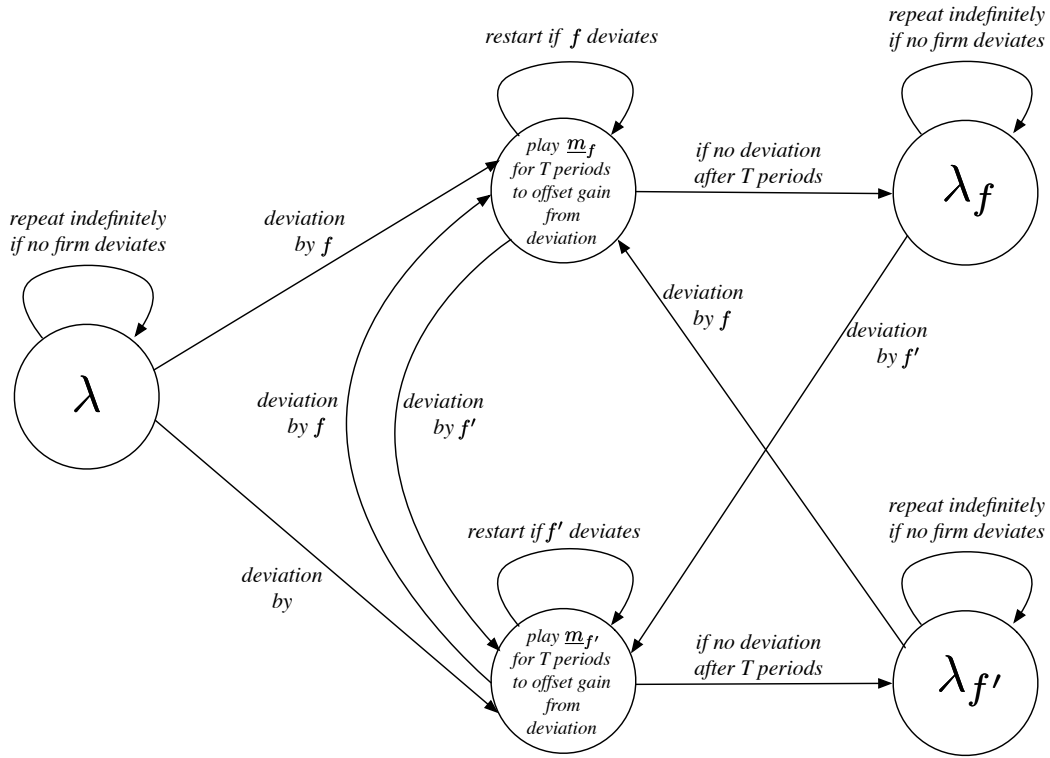 restart if f deviates
repeat indefinitely
if no firm deviates
play m_f
for T periods
to offset gain
from
deviation
if no deviation
after T periods
λ_f
repeat indefinitely
if no firm deviates
deviation
by f
deviation
by f
deviation
by f'
λ
deviation
by f
deviation
by f'
deviation
by
restart if f' deviates
repeat indefinitely
if no firm deviates
play m_f'
for T periods
to offset gain
from
deviation
if no deviation
after T periods
λ_f'